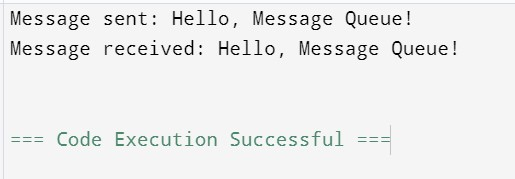 Message sent: Hello, Message Queue!
Message received: Hello, Message Queue!
=== Code Execution Successful ===